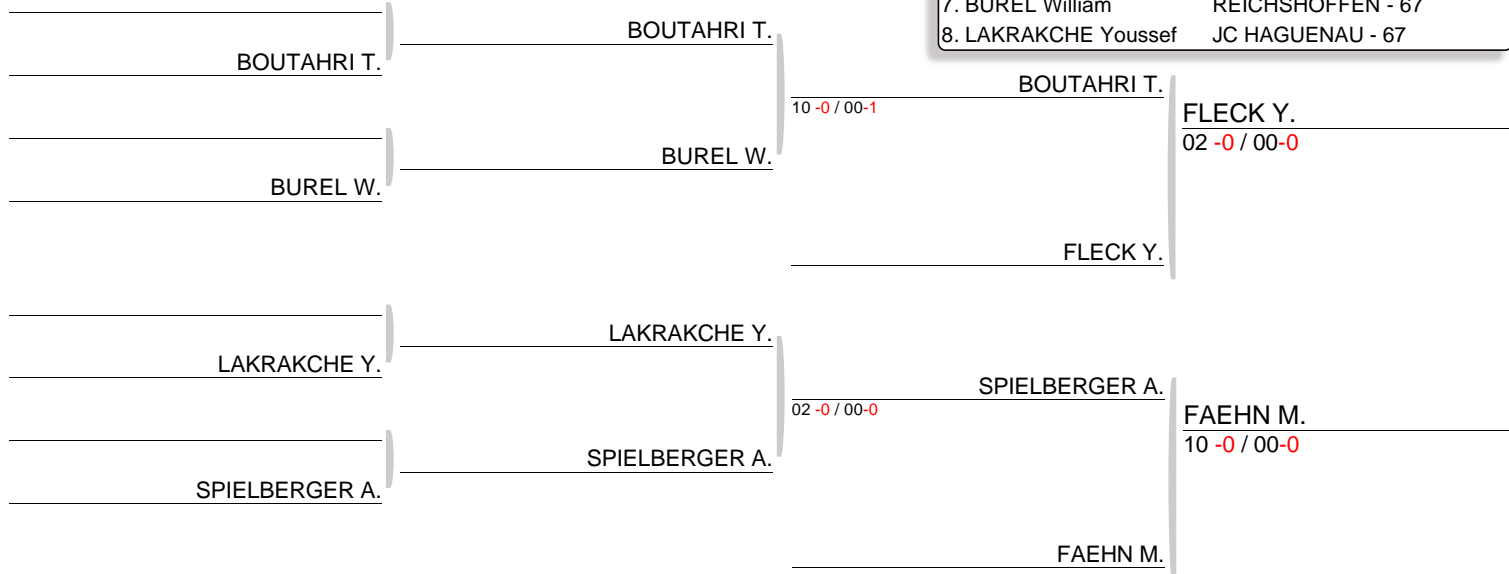 7. BUREL William REICHSHOFFEN - 67
8. LAKRAKCHE Youssef JC HAGUENAU - 67
BOUTAHRI T.
BOUTAHRI T.
BOUTAHRI T.
10 -0 / 00-1
FLECK Y.
02 -0 / 00-0
BUREL W.
BUREL W.
FLECK Y.
LAKRAKCHE Y.
LAKRAKCHE Y.
SPIELBERGER A.
02 -0 / 00-0
FAEHN M.
10 -0 / 00-0
SPIELBERGER A.
SPIELBERGER A.
FAEHN M.